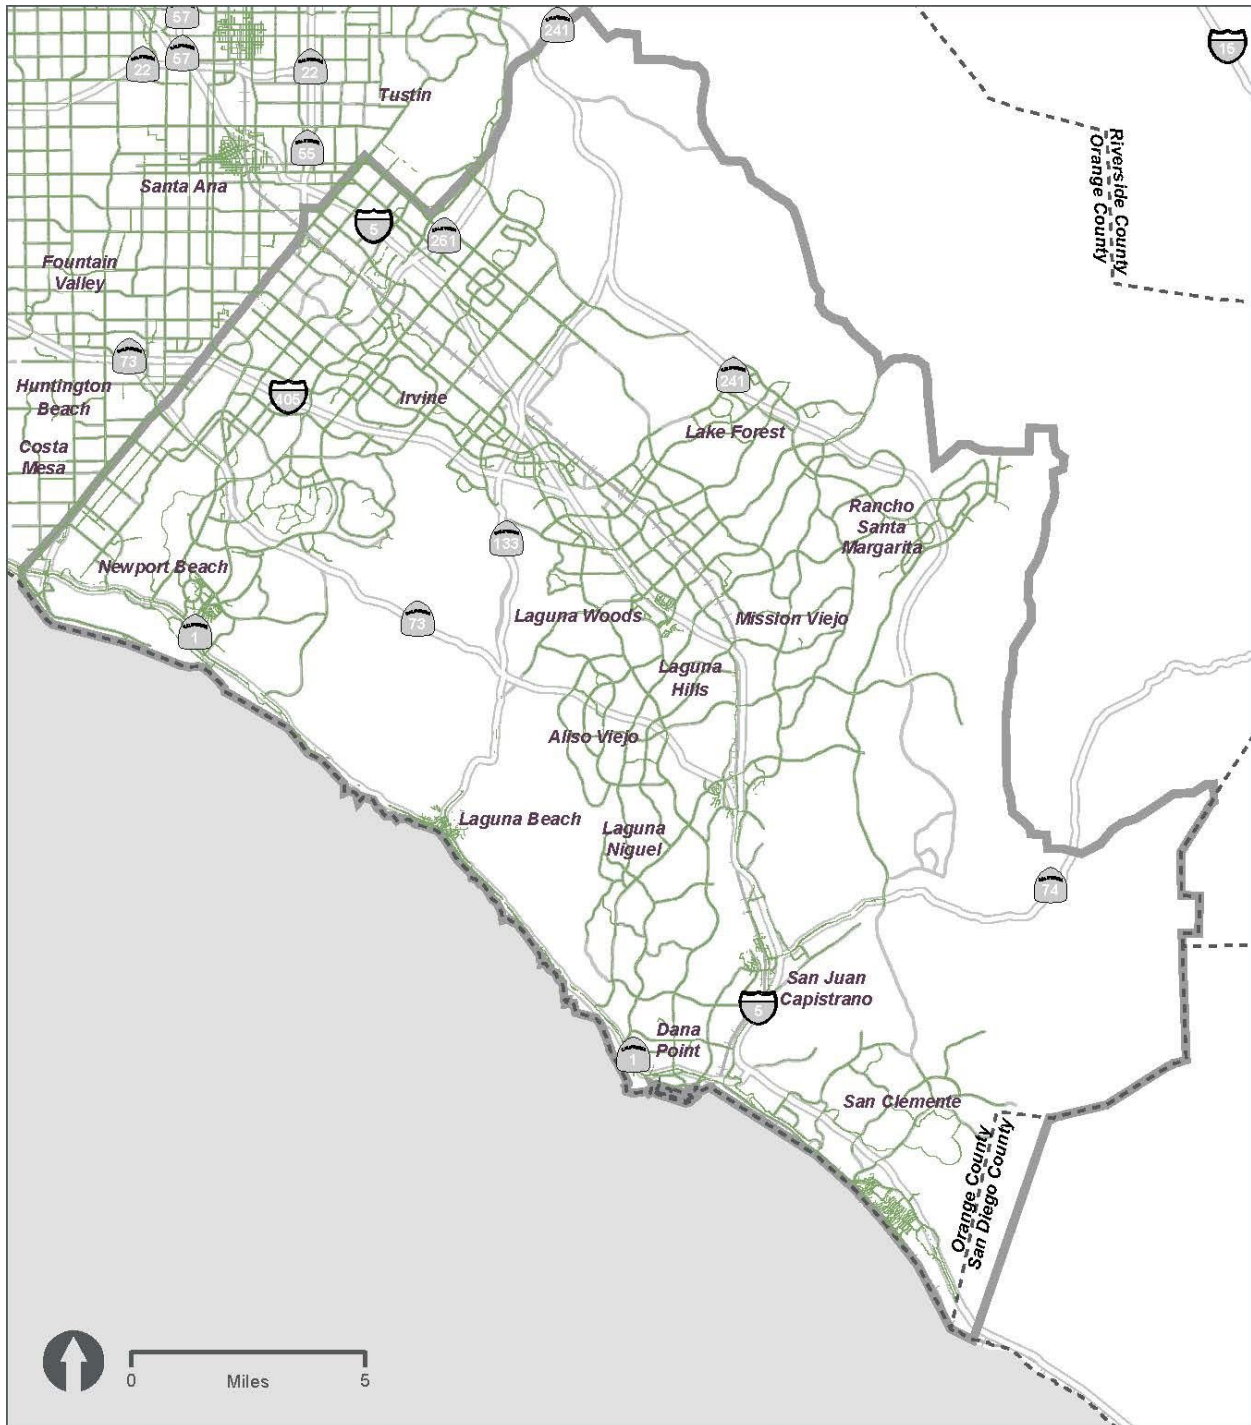 57
241
15
57
22
22
Tustin
55
Riverside County
Orange County
Santa Ana
5
261
Fountain
Valley
73
241
Huntington
Beach
405
Irvine
Lake Forest
Costa
Mesa
Rancho
Santa
Margarita
133
Newport Beach
1
73
Laguna Woods
Mission Viejo
Laguna
Hills
Aliso Viejo
Laguna Beach
Laguna
Niguel
74
San Juan
Capistrano
5
Dana
Point
1
San Clemente
Orange County
San Diego County
0
Miles
5